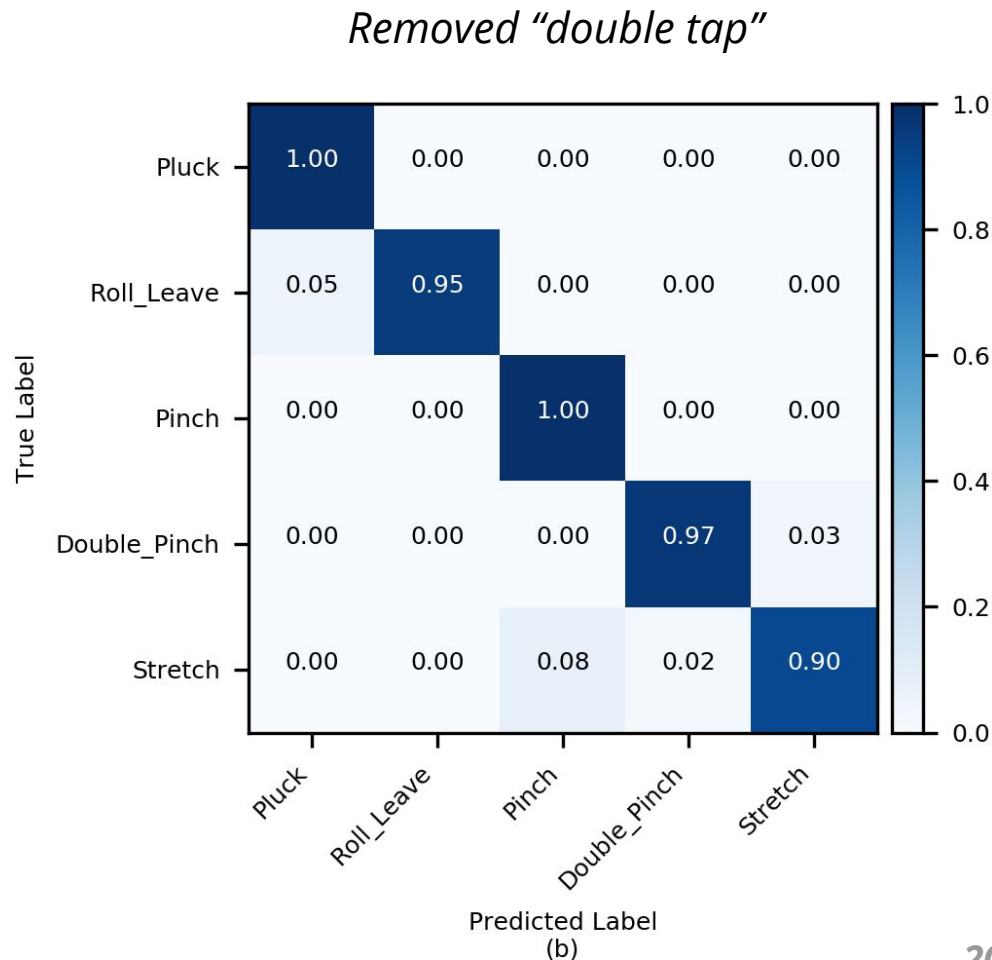 Removed “double tap”
1.0
Pluck 1.00 0.00 0.00 0.00 0.00
0.8
Roll_Leave 0.05 0.95 0.00 0.00 0.00
0.6
True Label
Pinch 0.00 0.00 1.00 0.00 0.00
0.4
Double_Pinch 0.00 0.00 0.00 0.97 0.03
0.2
Stretch 0.00 0.00 0.08 0.02 0.90
0.0
Pluck Roll_Leave Pinch Double_Pinch Stretch
Predicted Label
(b)